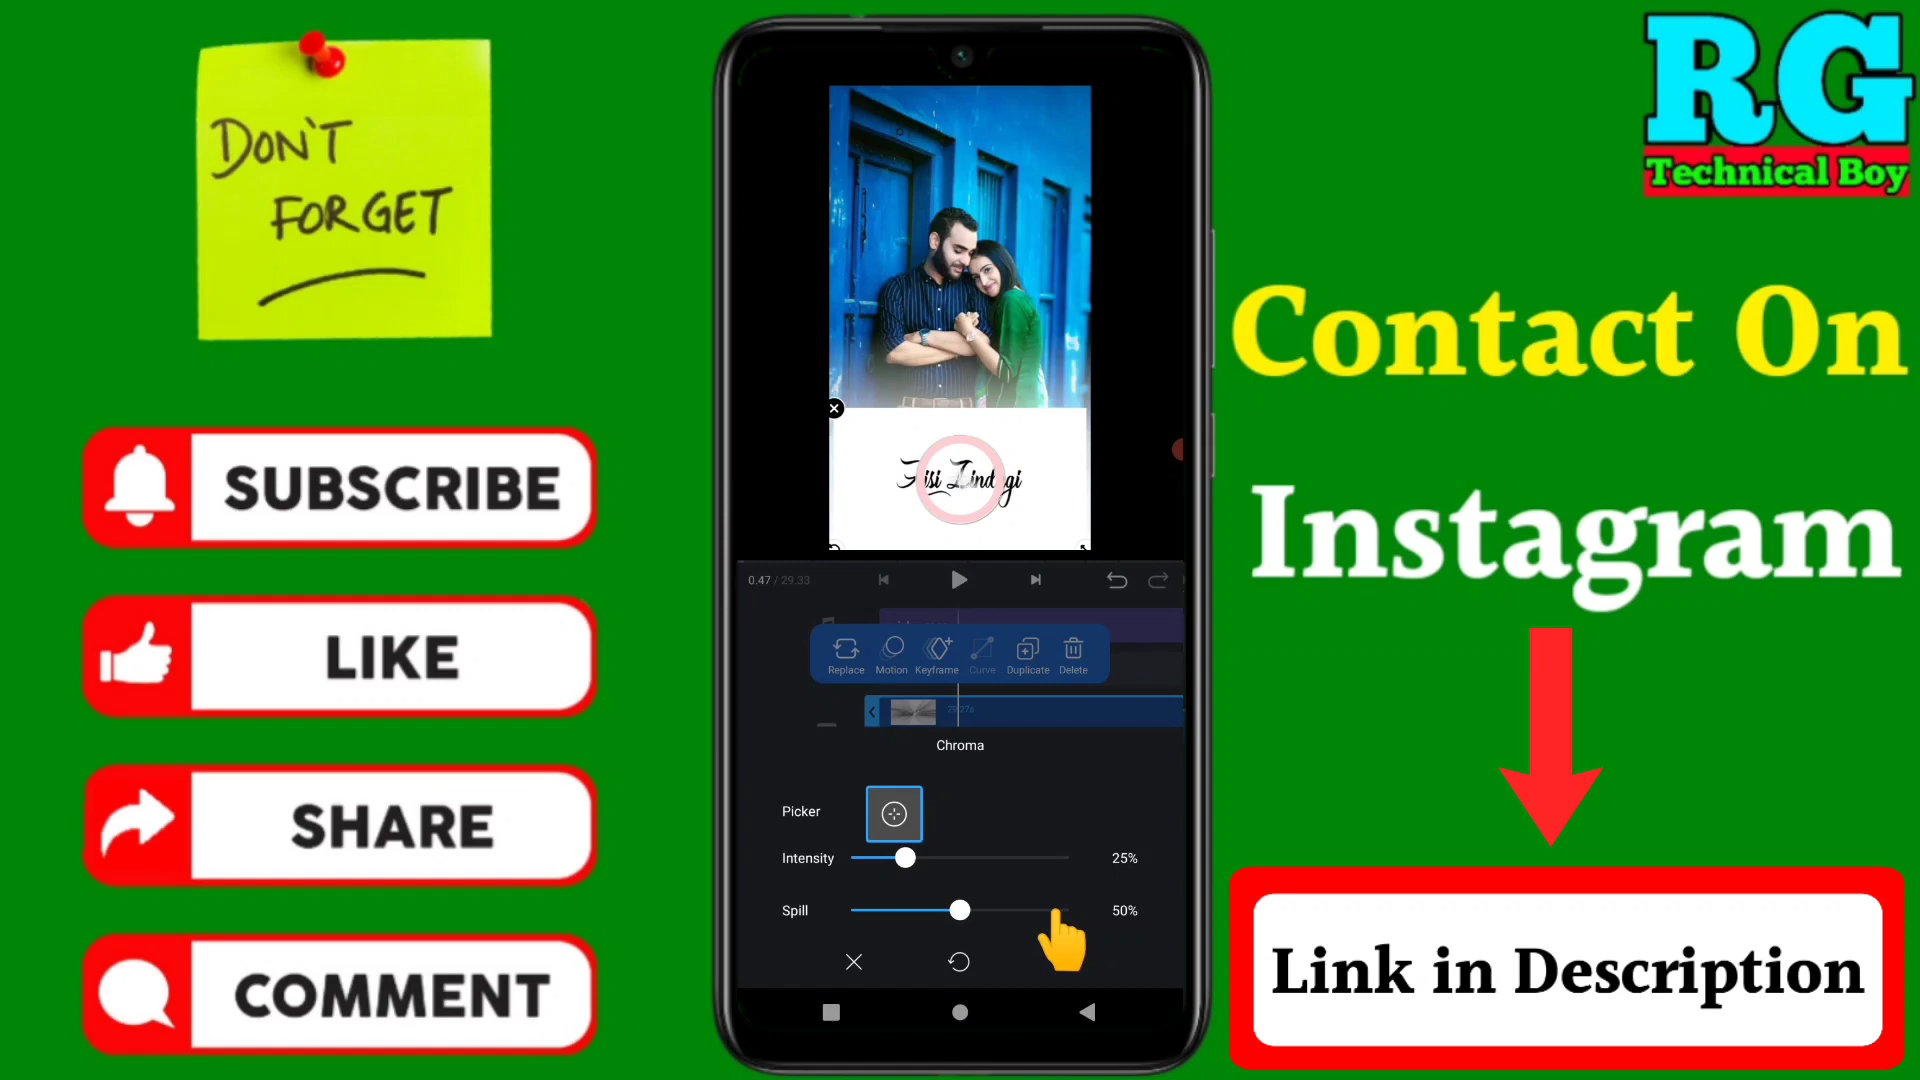 DON'T
FORGET
SUBSCRIBE
LIKE
SHARE
COMMENT
0.47 / 29.33
Replace Motion Keyframe Curve Duplicate Delete
Chroma
Picker
Intensity 25%
Spill 50%
RG
Technical Boy
Contact On
Instagram
Link in Description